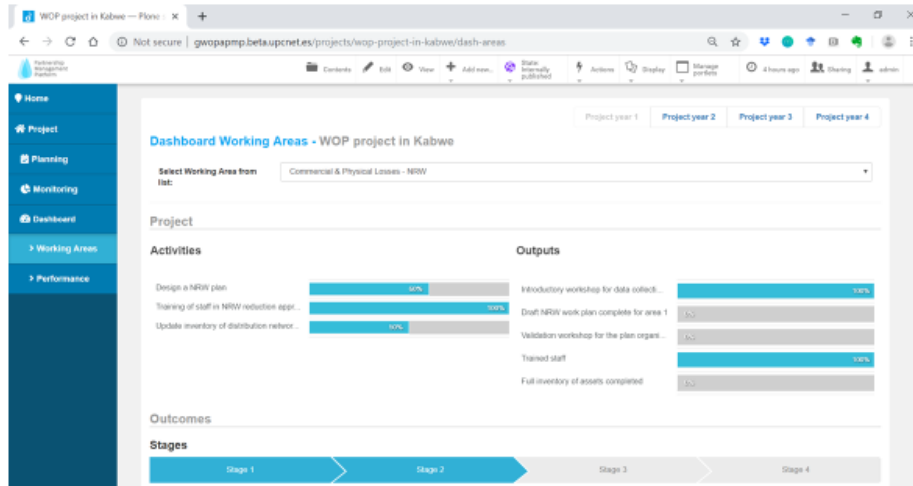 WOP project in Kabwe — Plone
Not secure | gwopapmp.beta.upcnet.es/projects/wop-project-in-kabwe/dash-areas
Partnership
Management
Platform
Contents
Edit
View
Add new...
State:
Internally
published
Actions
Display
Manage
portlets
4 hours ago
Sharing
admin
Home
Project
Planning
Monitoring
Dashboard
> Working Areas
> Performance
Project year 1
Project year 2
Project year 3
Project year 4
Dashboard Working Areas - WOP project in Kabwe
Select Working Area from
list:
Commercial & Physical Losses - NRW
Project
Activities
Design a NRW plan
60%
Training of staff in NRW reduction appr...
100%
Update inventory of distribution networ...
50%
Outputs
Introductory workshop for data collecti...
100%
Draft NRW work plan complete for area 1
0%
Validation workshop for the plan organi...
0%
Trained staff
100%
Full inventory of assets completed
0%
Outcomes
Stages
Stage 1
Stage 2
Stage 3
Stage 4